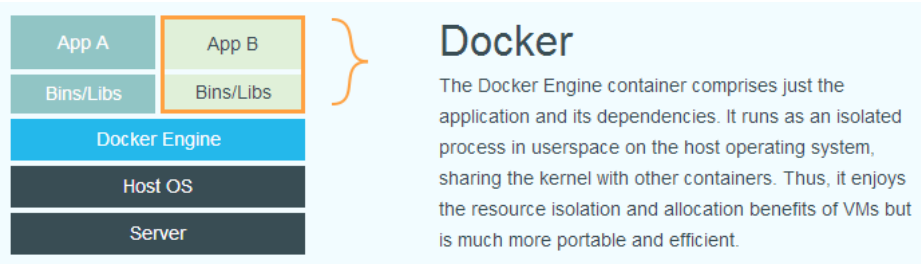 App A
App B
Bins/Libs
Bins/Libs
Docker Engine
Host OS
Server
Docker
The Docker Engine container comprises just the
application and its dependencies. It runs as an isolated
process in userspace on the host operating system,
sharing the kernel with other containers. Thus, it enjoys
the resource isolation and allocation benefits of VMs but
is much more portable and efficient.